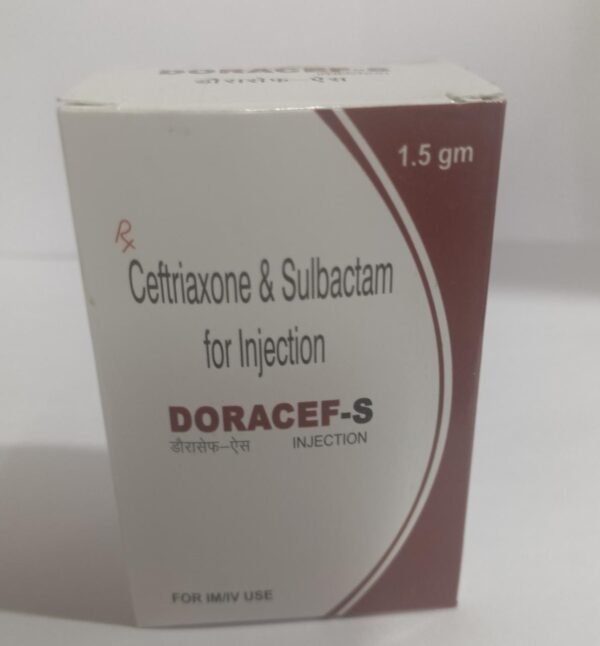 DORACEF-S
डौरासेफ-ऐस
1.5 gm
Rx
Ceftriaxone & Sulbactam
for Injection
DORACEF-S
डौरासेफ–ऐस INJECTION
FOR IM/IV USE